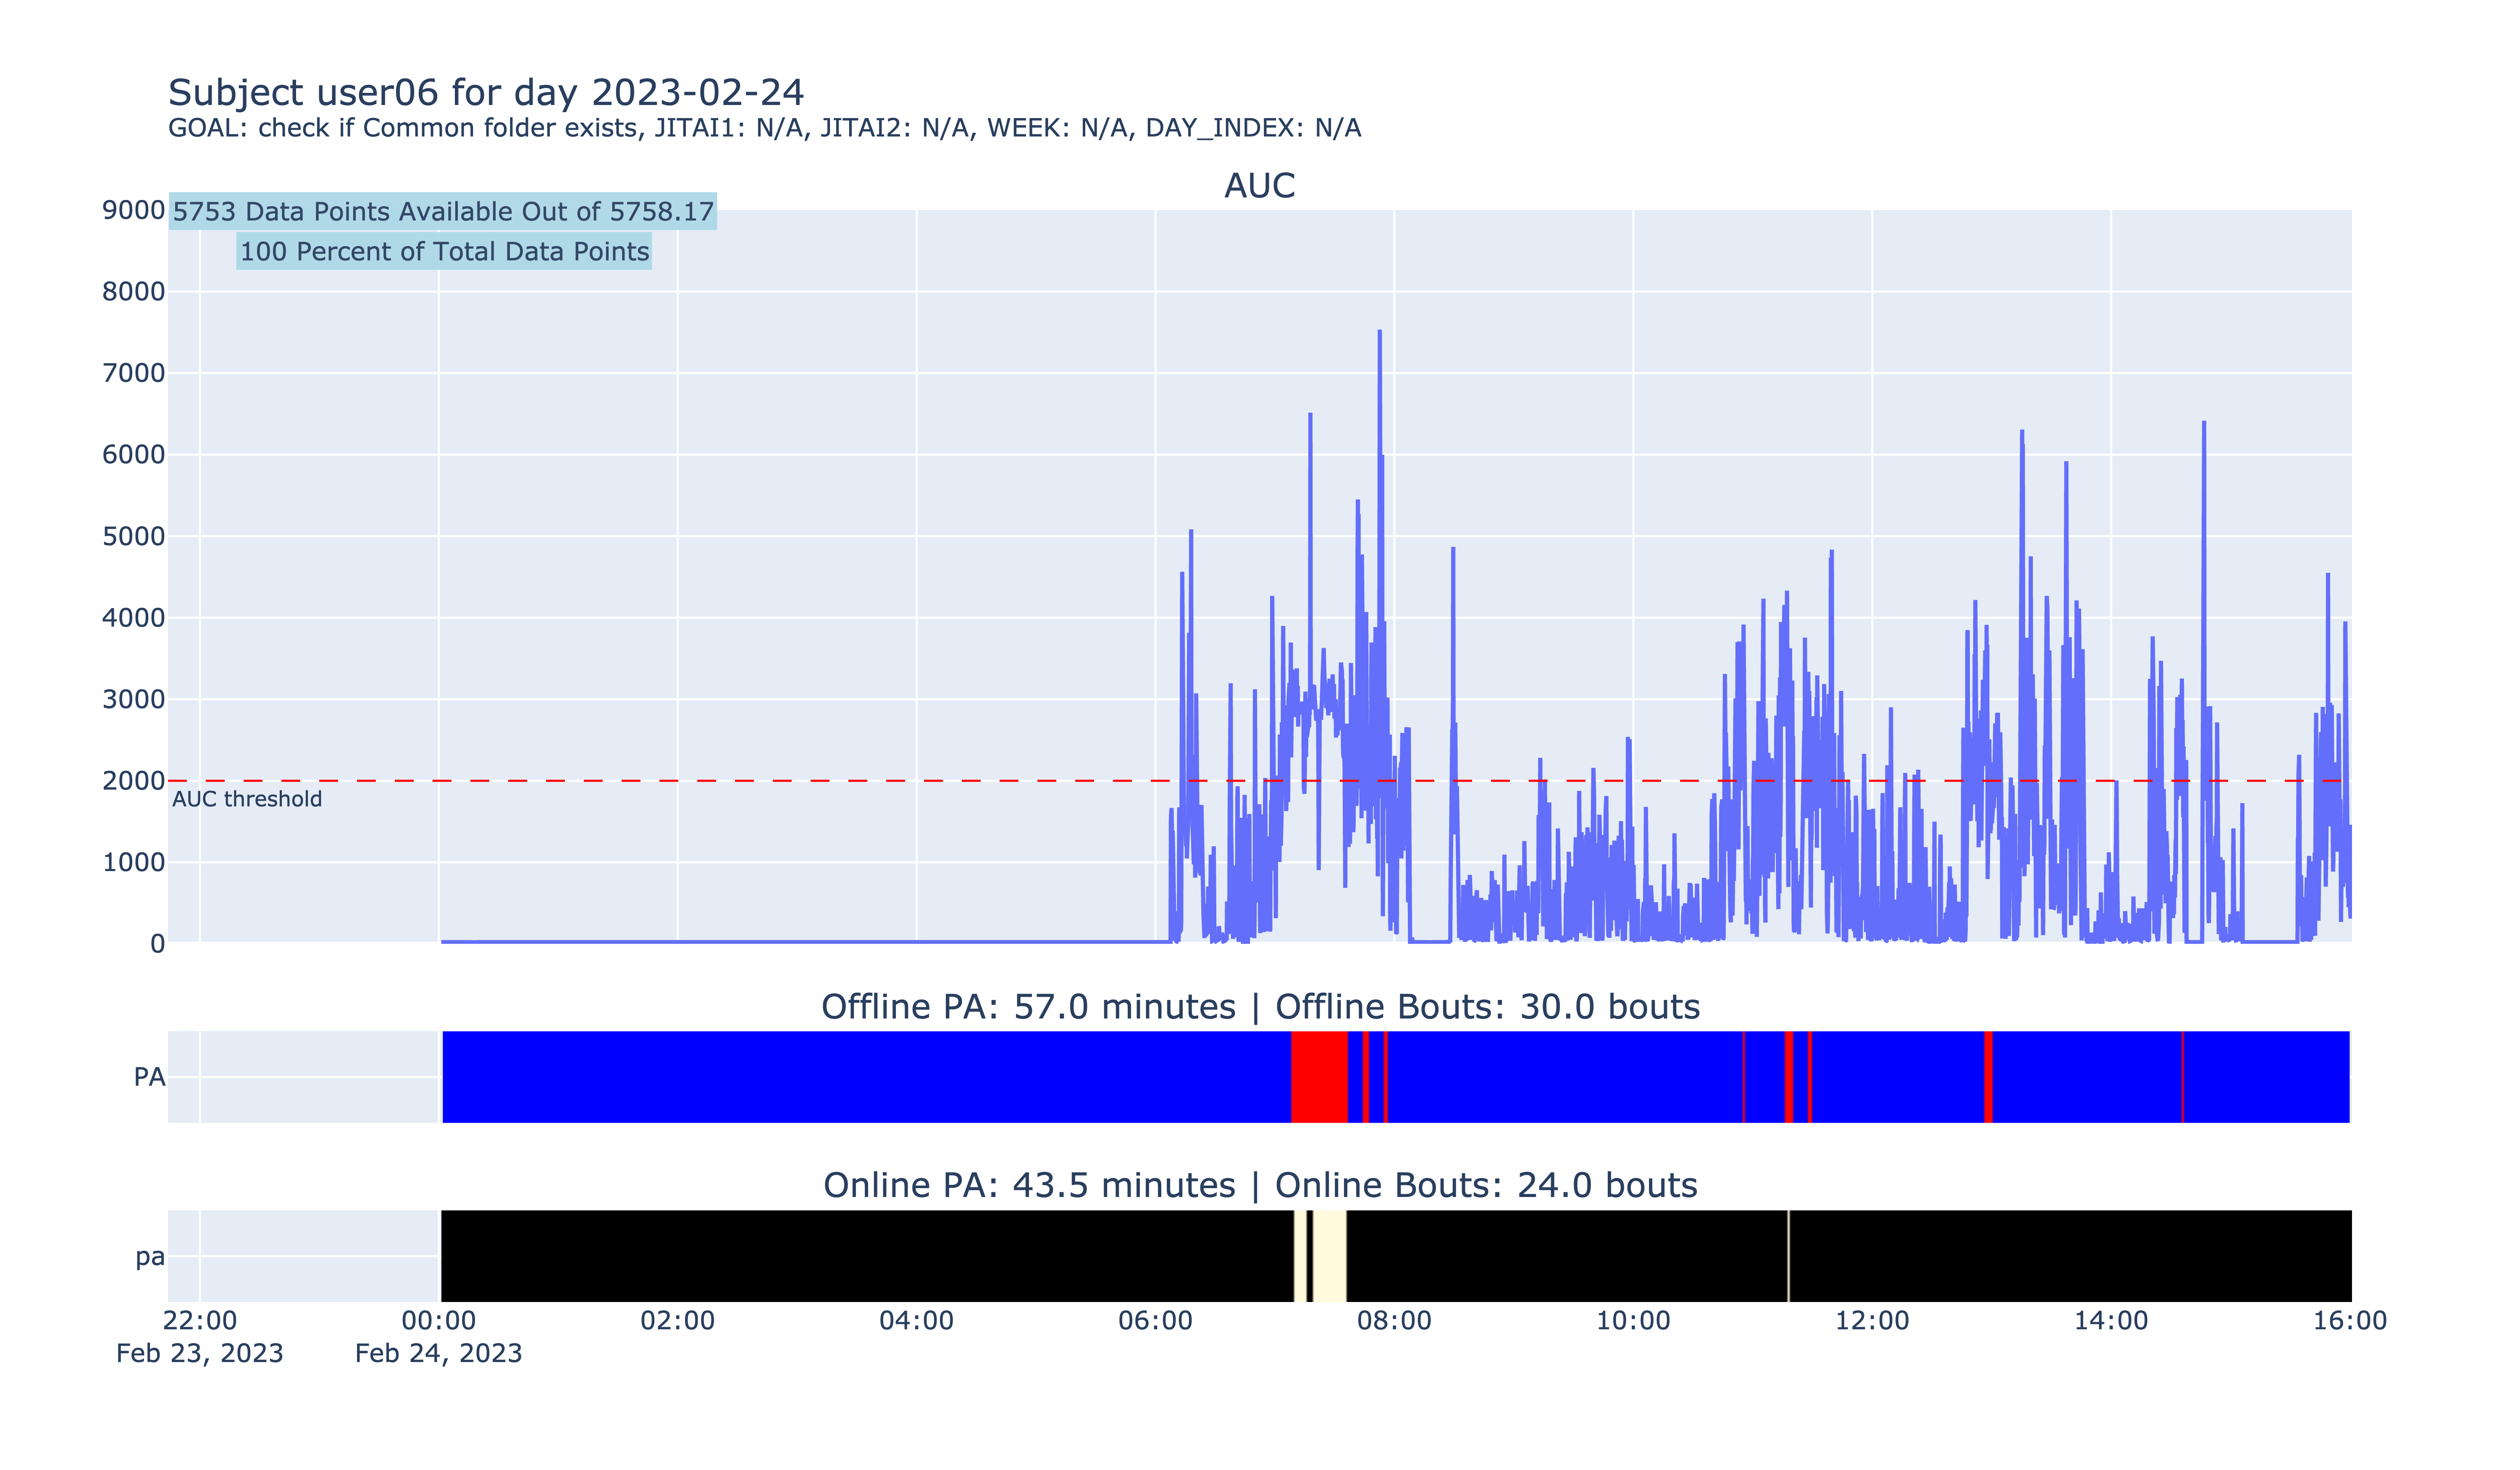 Subject user06 for day 2023-02-24
GOAL: check if Common folder exists, JITAI1: N/A, JITAI2: N/A, WEEK: N/A, DAY_INDEX: N/A
AUC
5753 Data Points Available Out of 5758.17
100 Percent of Total Data Points
9000
8000
7000
6000
5000
4000
3000
2000
AUC threshold
1000
0
Offline PA: 57.0 minutes | Offline Bouts: 30.0 bouts
PA
Online PA: 43.5 minutes | Online Bouts: 24.0 bouts
pa
22:00 00:00 02:00 04:00 06:00 08:00 10:00 12:00 14:00 16:00
Feb 23, 2023 Feb 24, 2023